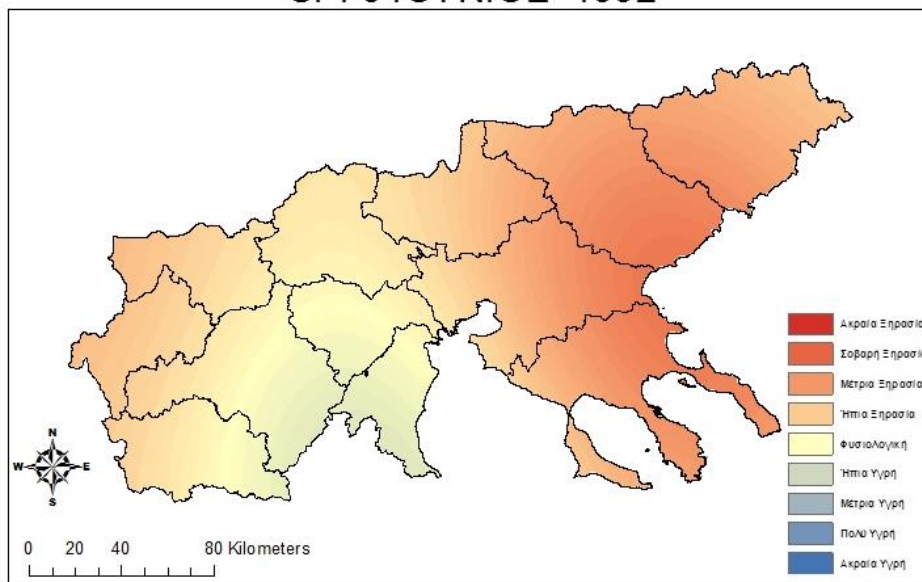 Ακραία Ξηρασία
Σοβαρή Ξηρασία
Μέτρια Ξηρασία
Ήπια Ξηρασία
Φυσιολογική
Ήπια Υγρή
Μέτρια Υγρή
Πολύ Υγρή
Ακραία Υγρή
N
W E
S
0 20 40 80 Kilometers